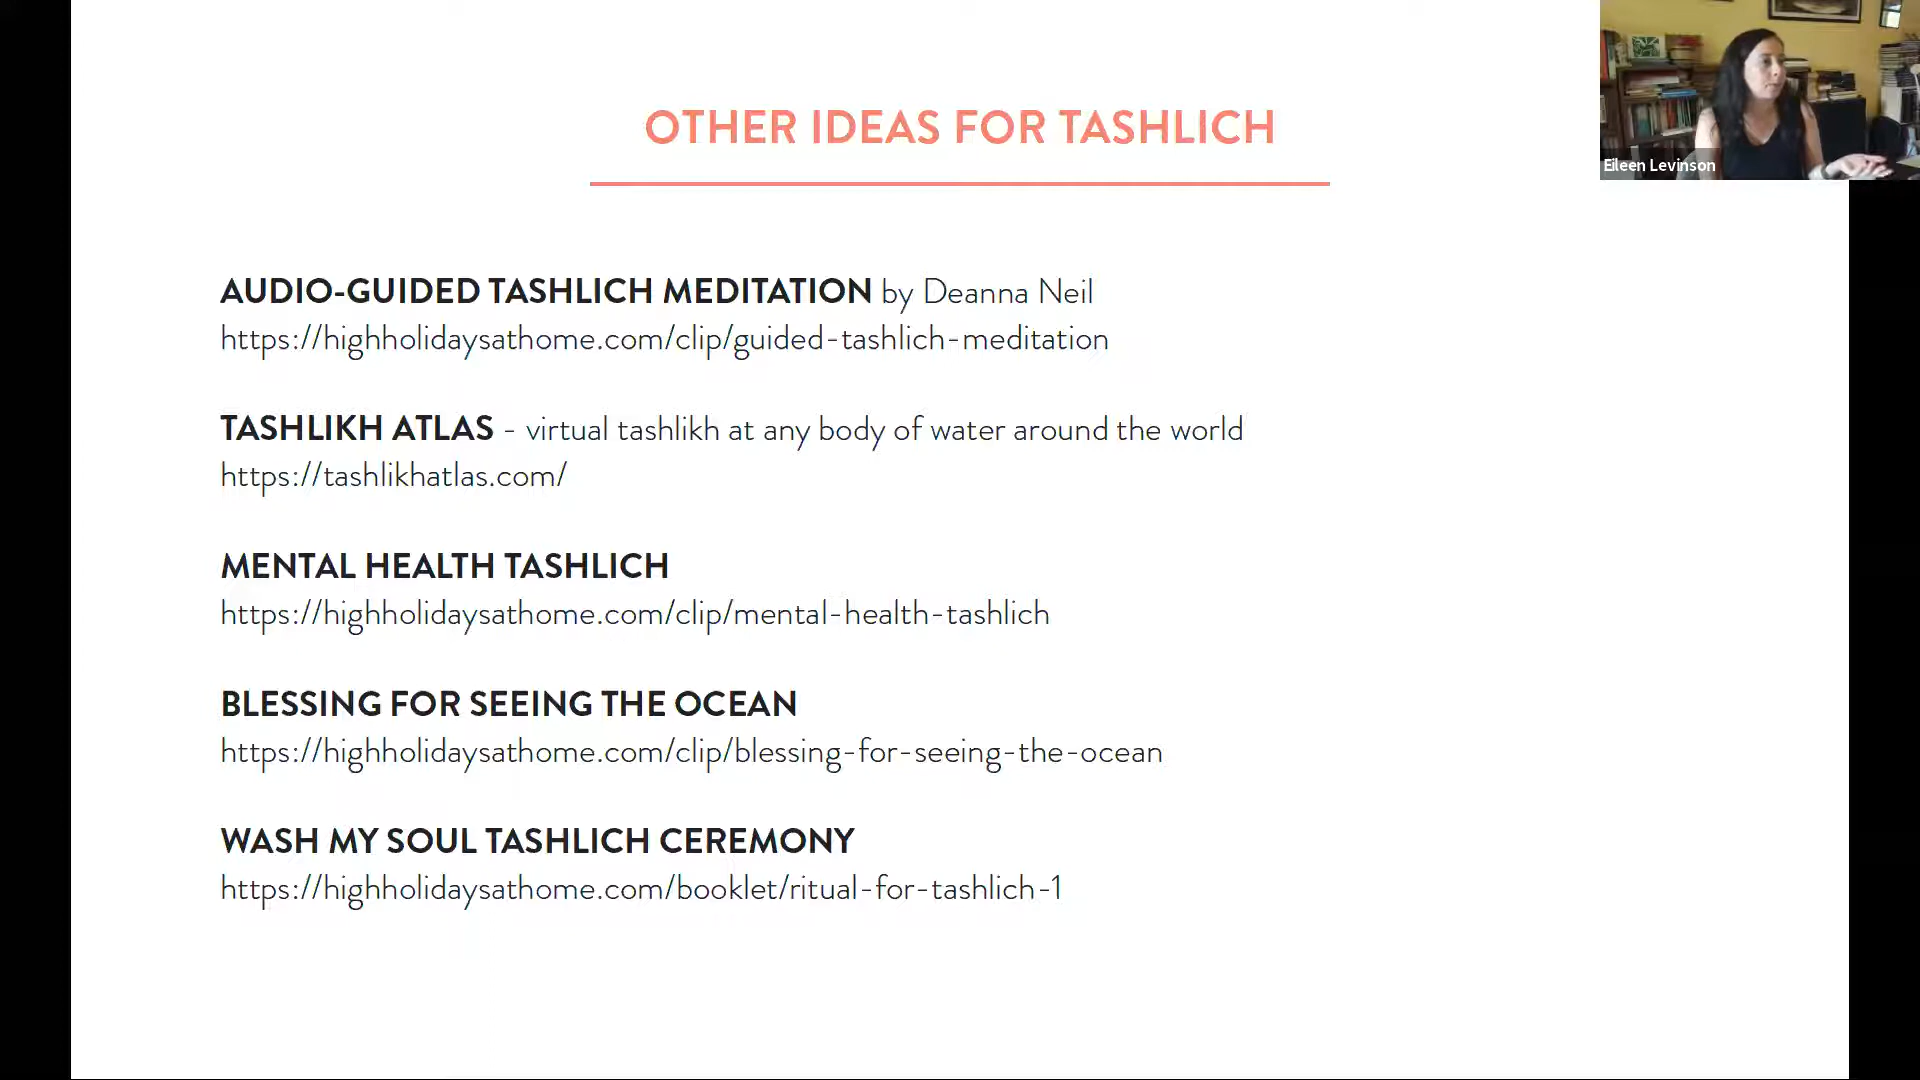 OTHER IDEAS FOR TASHLICH
Eileen Levinson
AUDIO-GUIDED TASHLICH MEDITATION by Deanna Neil
https://highholidaysathome.com/clip/guided-tashlich-meditation
TASHLIKH ATLAS - virtual tashlikh at any body of water around the world
https://tashlikhatlas.com/
MENTAL HEALTH TASHLICH
https://highholidaysathome.com/clip/mental-health-tashlich
BLESSING FOR SEEING THE OCEAN
https://highholidaysathome.com/clip/blessing-for-seeing-the-ocean
WASH MY SOUL TASHLICH CEREMONY
https://highholidaysathome.com/booklet/ritual-for-tashlich-1